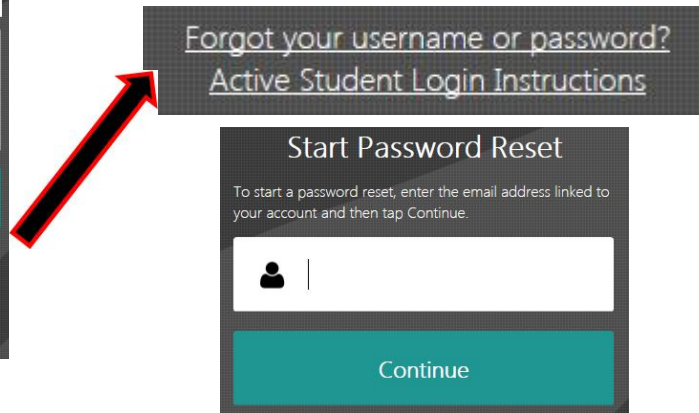 Forgot your username or password?
Active Student Login Instructions
Start Password Reset
To start a password reset, enter the email address linked to
your account and then tap Continue.
Continue